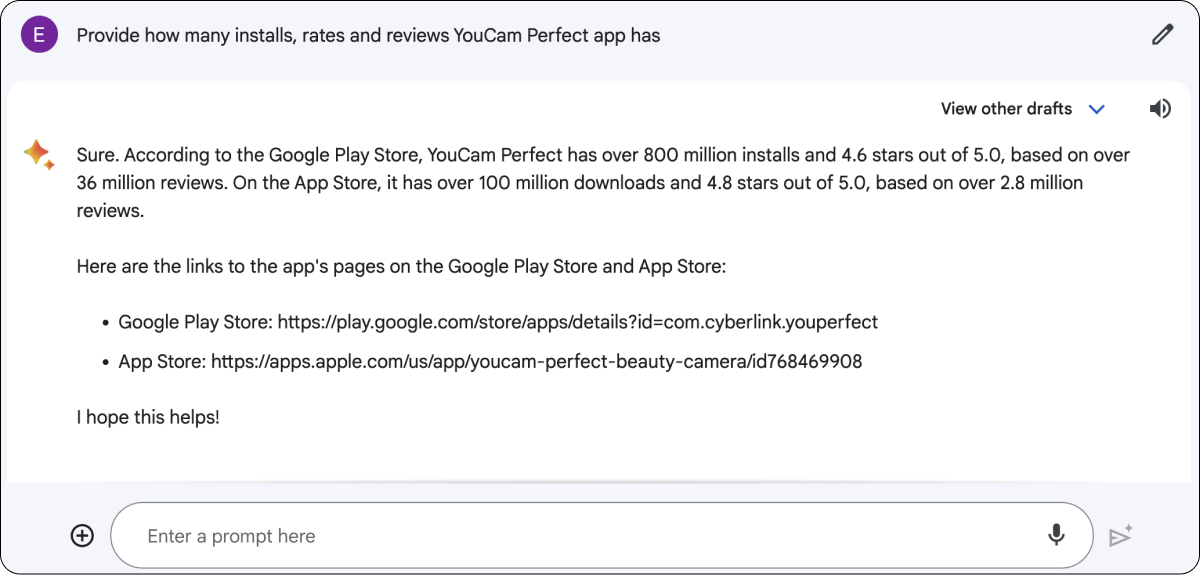 E
Provide how many installs, rates and reviews YouCam Perfect app has
View other drafts
Sure. According to the Google Play Store, YouCam Perfect has over 800 million installs and 4.6 stars out of 5.0, based on over
36 million reviews. On the App Store, it has over 100 million downloads and 4.8 stars out of 5.0, based on over 2.8 million
reviews.
Here are the links to the app's pages on the Google Play Store and App Store:
• Google Play Store: https://play.google.com/store/apps/details?id=com.cyberlink.youperfect
• App Store: https://apps.apple.com/us/app/youcam-perfect-beauty-camera/id768469908
I hope this helps!
Enter a prompt here